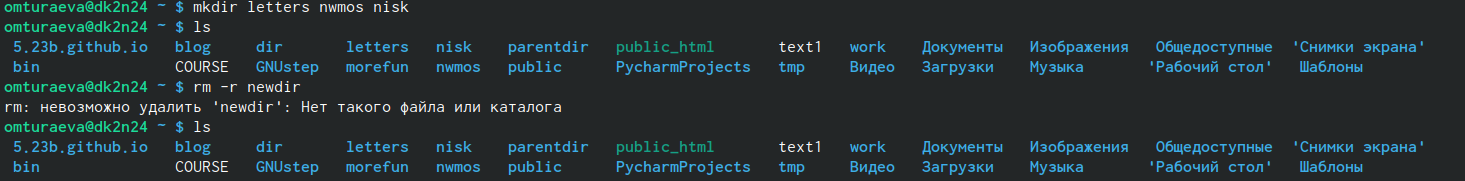 omturaeva@dk2n24 ~ $ mkdir letters nwmos nisk
omturaeva@dk2n24 ~ $ ls
5.23b.github.io blog dir letters nisk parentdir public_html text1 work Документы Изображения Общедоступные 'Снимки экрана'
bin COURSE GNUstep morefun nwmos public PycharmProjects tmp Видео Загрузки Музыка 'Рабочий стол' Шаблоны
omturaeva@dk2n24 ~ $ rm -r newdir
rm: невозможно удалить 'newdir': Нет такого файла или каталога
omturaeva@dk2n24 ~ $ ls
5.23b.github.io blog dir letters nisk parentdir public_html text1 work Документы Изображения Общедоступные 'Снимки экрана'
bin COURSE GNUstep morefun nwmos public PycharmProjects tmp Видео Загрузки Музыка 'Рабочий стол' Шаблоны